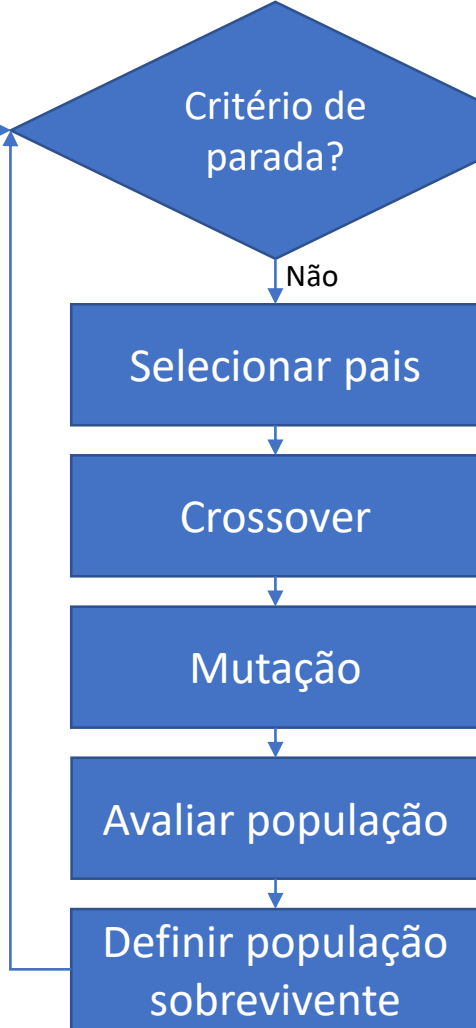 Critério de
parada?
Não
Selecionar pais
Crossover
Mutação
Avaliar população
Definir população
sobrevivente